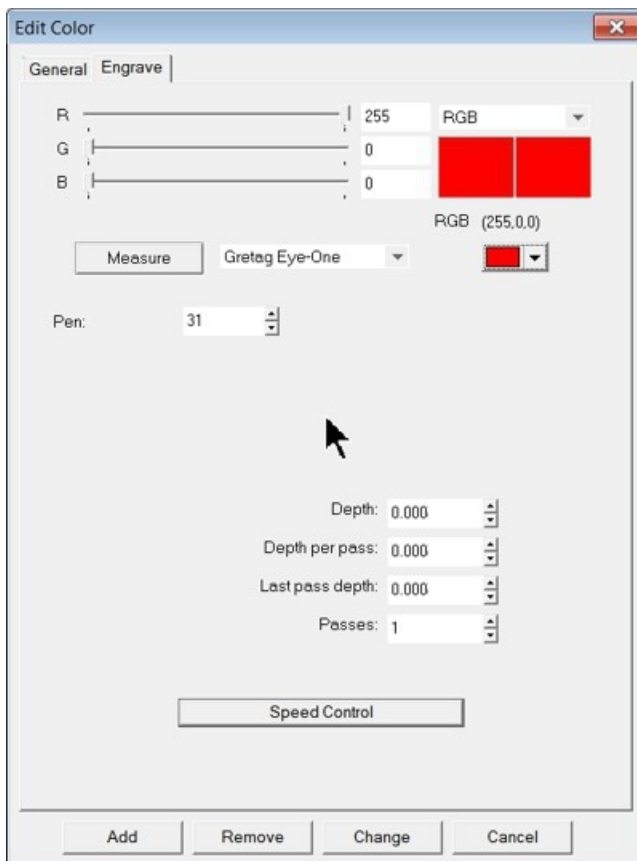 Edit Color
General Engrave
R 255 RGB
G 0
B 0
RGB (255,0,0)
Measure Gretag Eye-One
Pen: 31
Depth: 0.000
Depth per pass: 0.000
Last pass depth: 0.000
Passes: 1
Speed Control
Add Remove Change Cancel